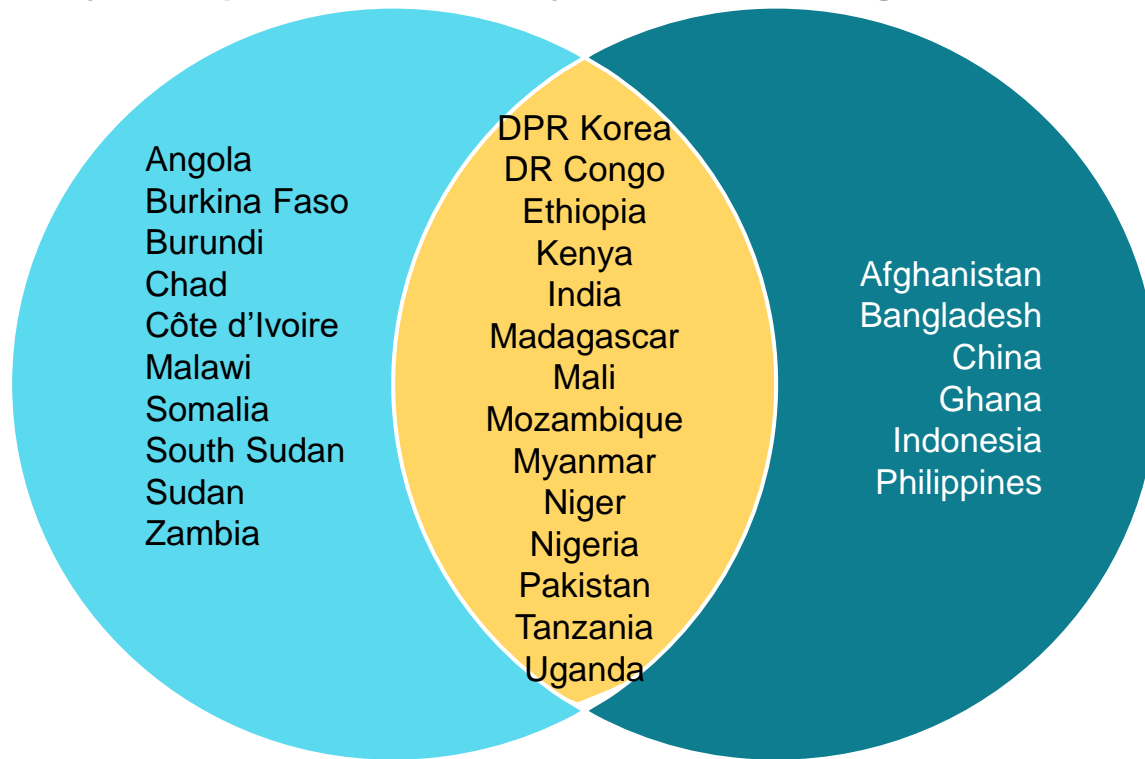 Angola
Burkina Faso
Burundi
Chad
Côte d’Ivoire
Malawi
Somalia
South Sudan
Sudan
Zambia
DPR Korea
DR Congo
Ethiopia
Kenya
India
Madagascar
Mali
Mozambique
Myanmar
Niger
Nigeria
Pakistan
Tanzania
Uganda
Afghanistan
Bangladesh
China
Ghana
Indonesia
Philippines